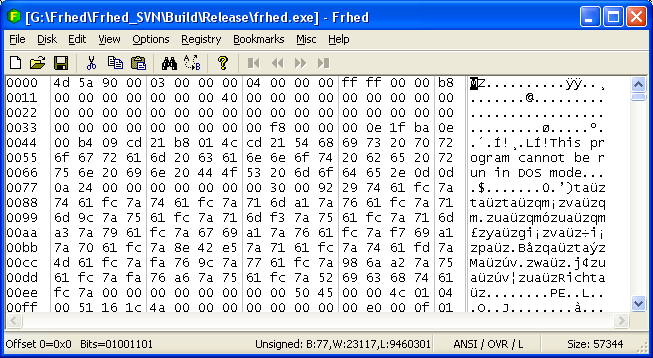 [G:\Frhed\Frhed_SVN\Build\Release\frhed.exe] - Frhed
File Disk Edit View Options Registry Bookmarks Misc Help
0000 4d 5a 90 00 03 00 00 00 04 00 00 00 ff ff 00 00 b8 MZ..........ÿÿ..¸
0011 00 00 00 00 00 00 00 40 00 00 00 00 00 00 00 00 00 .......@.........
0022 00 00 00 00 00 00 00 00 00 00 00 00 00 00 00 00 00 .................
0033 00 00 00 00 00 00 00 00 00 f8 00 00 00 0e 1f ba 0e .........ø.....º.
0044 00 b4 09 cd 21 b8 01 4c cd 21 54 68 69 73 20 70 72 .´.Í!¸.LÍ!This pr
0055 6f 67 72 61 6d 20 63 61 6e 6e 6f 74 20 62 65 20 72 ogram cannot be r
0066 75 6e 20 69 6e 20 44 4f 53 20 6d 6f 64 65 2e 0d 0d un in DOS mode...
0077 0a 24 00 00 00 00 00 00 00 30 00 92 29 74 61 fc 7a .$.......0.’)taüz
0088 74 61 fc 7a 74 61 fc 7a 71 6d a1 7a 76 61 fc 7a 71 taüztaüzqm¡zvaüzq
0099 6d 9c 7a 75 61 fc 7a 71 6d f3 7a 75 61 fc 7a 71 6d m.zuaüzqmózuaüzqm
00aa a3 7a 79 61 fc 7a 67 69 a1 7a 76 61 fc 7a f7 69 a1 £zyaüzgi¡zvaüz÷i¡
00bb 7a 70 61 fc 7a 8e 42 e5 7a 71 61 fc 7a 74 61 fd 7a zpaüz.Båzqaüztaýz
00cc 4d 61 fc 7a fa 76 9c 7a 77 61 fc 7a 98 6a a2 7a 75 Maüzúv.zwaüz.j¢zu
00dd 61 fc 7a fa 76 a6 7a 75 61 fc 7a 52 69 63 68 74 61 aüzúv¦zuaüzRichta
00ee fc 7a 00 00 00 00 00 00 00 00 50 45 00 00 4c 01 04 üz........PE..L..
00ff 00 51 16 1c 4a 00 00 00 00 00 00 00 00 e0 00 0f 01 .Q..J........à...
Offset 0=0x0 Bits=01001101 Unsigned: B:77,W:23117,L:9460301 ANSI / OVR / L Size: 57344